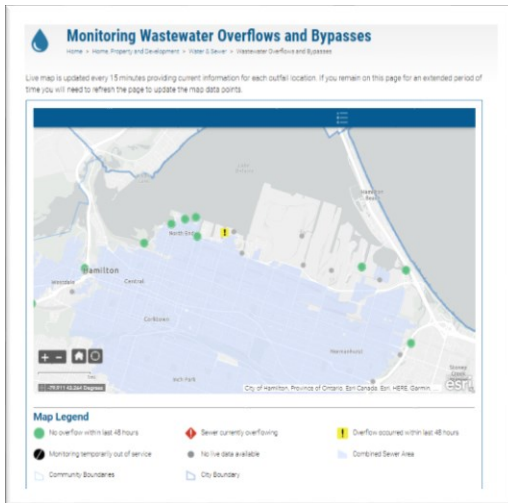 Monitoring Wastewater Overflows and Bypasses
Home > Home, Property and Development > Water & Sewer > Wastewater Overflows and Bypasses
Live map is updated every 15 minutes providing current information for each outfall location. If you remain on this page for an extended period of
time you will need to refresh the page to update the map data points.
North End
Hamilton
Westdale
Central
Corktown
Homeside
City of Hamilton, Province of Ontario, Esri Canada, Esri, HERE, Garmin, ...
esri
Map Legend
No overflow within last 48 hours
Sewer currently overflowing
Overflow occurred within last 48 hours
Monitoring temporarily out of service
No live data available
Combined Sewer Area
Community Boundaries
City Boundary